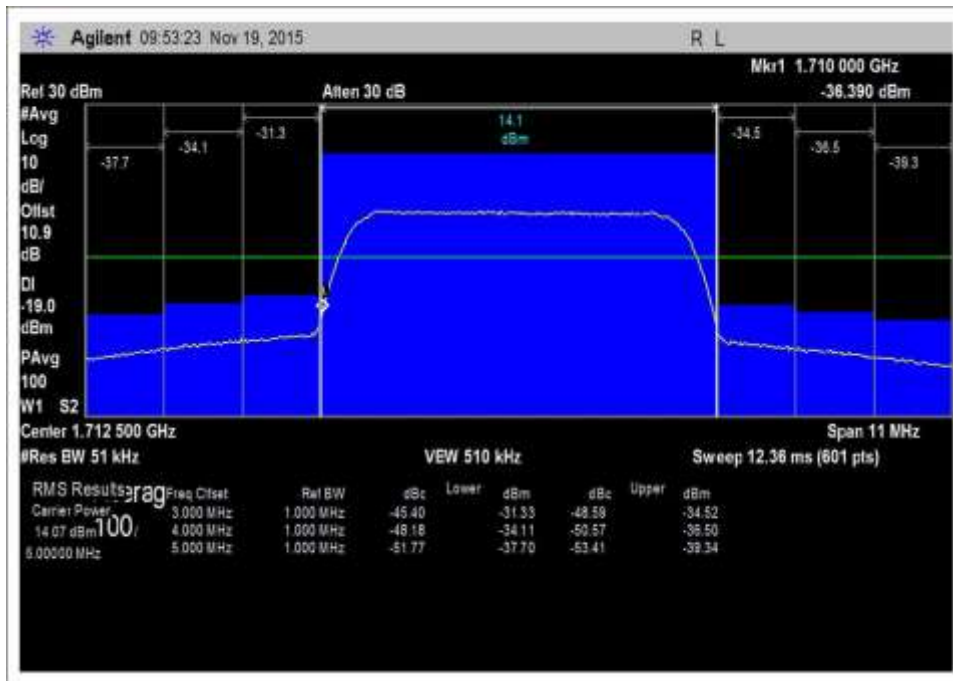 Agilent 09:53:23 Nov 19, 2015 R L
Mkr1 1.710 000 GHz
Ref 30 dBm Atten 30 dB -36.390 dBm
#Avg
Log
10
dB/
Offst
10.9
dB
DI
-19.0
dBm
PAvg
100
W1 S2
-37.7 -34.1 -31.3 14.1 dBm -34.5 -36.5 -39.3
Center 1.712 500 GHz Span 11 MHz
#Res BW 51 kHz VBW 510 kHz Sweep 12.36 ms (601 pts)
RMS Results Freq Offset Ref BW dBc Lower dBm dBc Upper dBm
Carrier Power 3.000 MHz 1.000 MHz -45.40 -31.33 -48.59 -34.52
14.07 dBm 100/ 4.000 MHz 1.000 MHz -48.18 -34.11 -50.57 -36.50
5.00000 MHz 5.000 MHz 1.000 MHz -51.77 -37.70 -53.41 -39.34